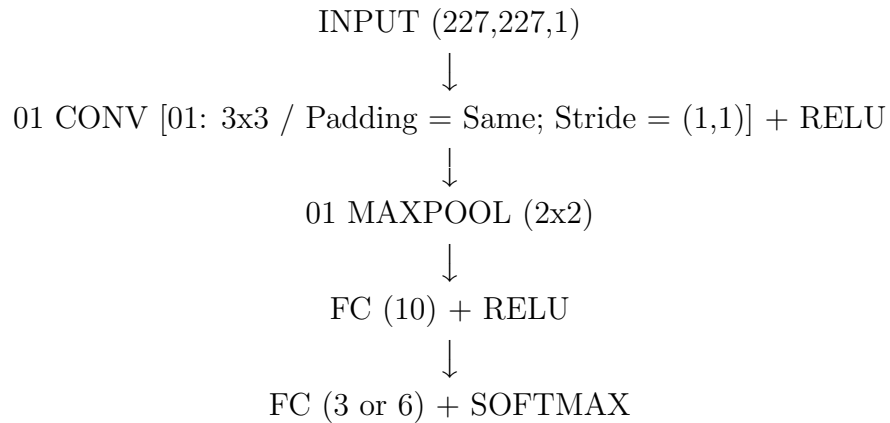 INPUT (227,227,1)
01 CONV [01: 3x3 / Padding = Same; Stride = (1,1)] + RELU
01 MAXPOOL (2x2)
FC (10) + RELU
FC (3 or 6) + SOFTMAX